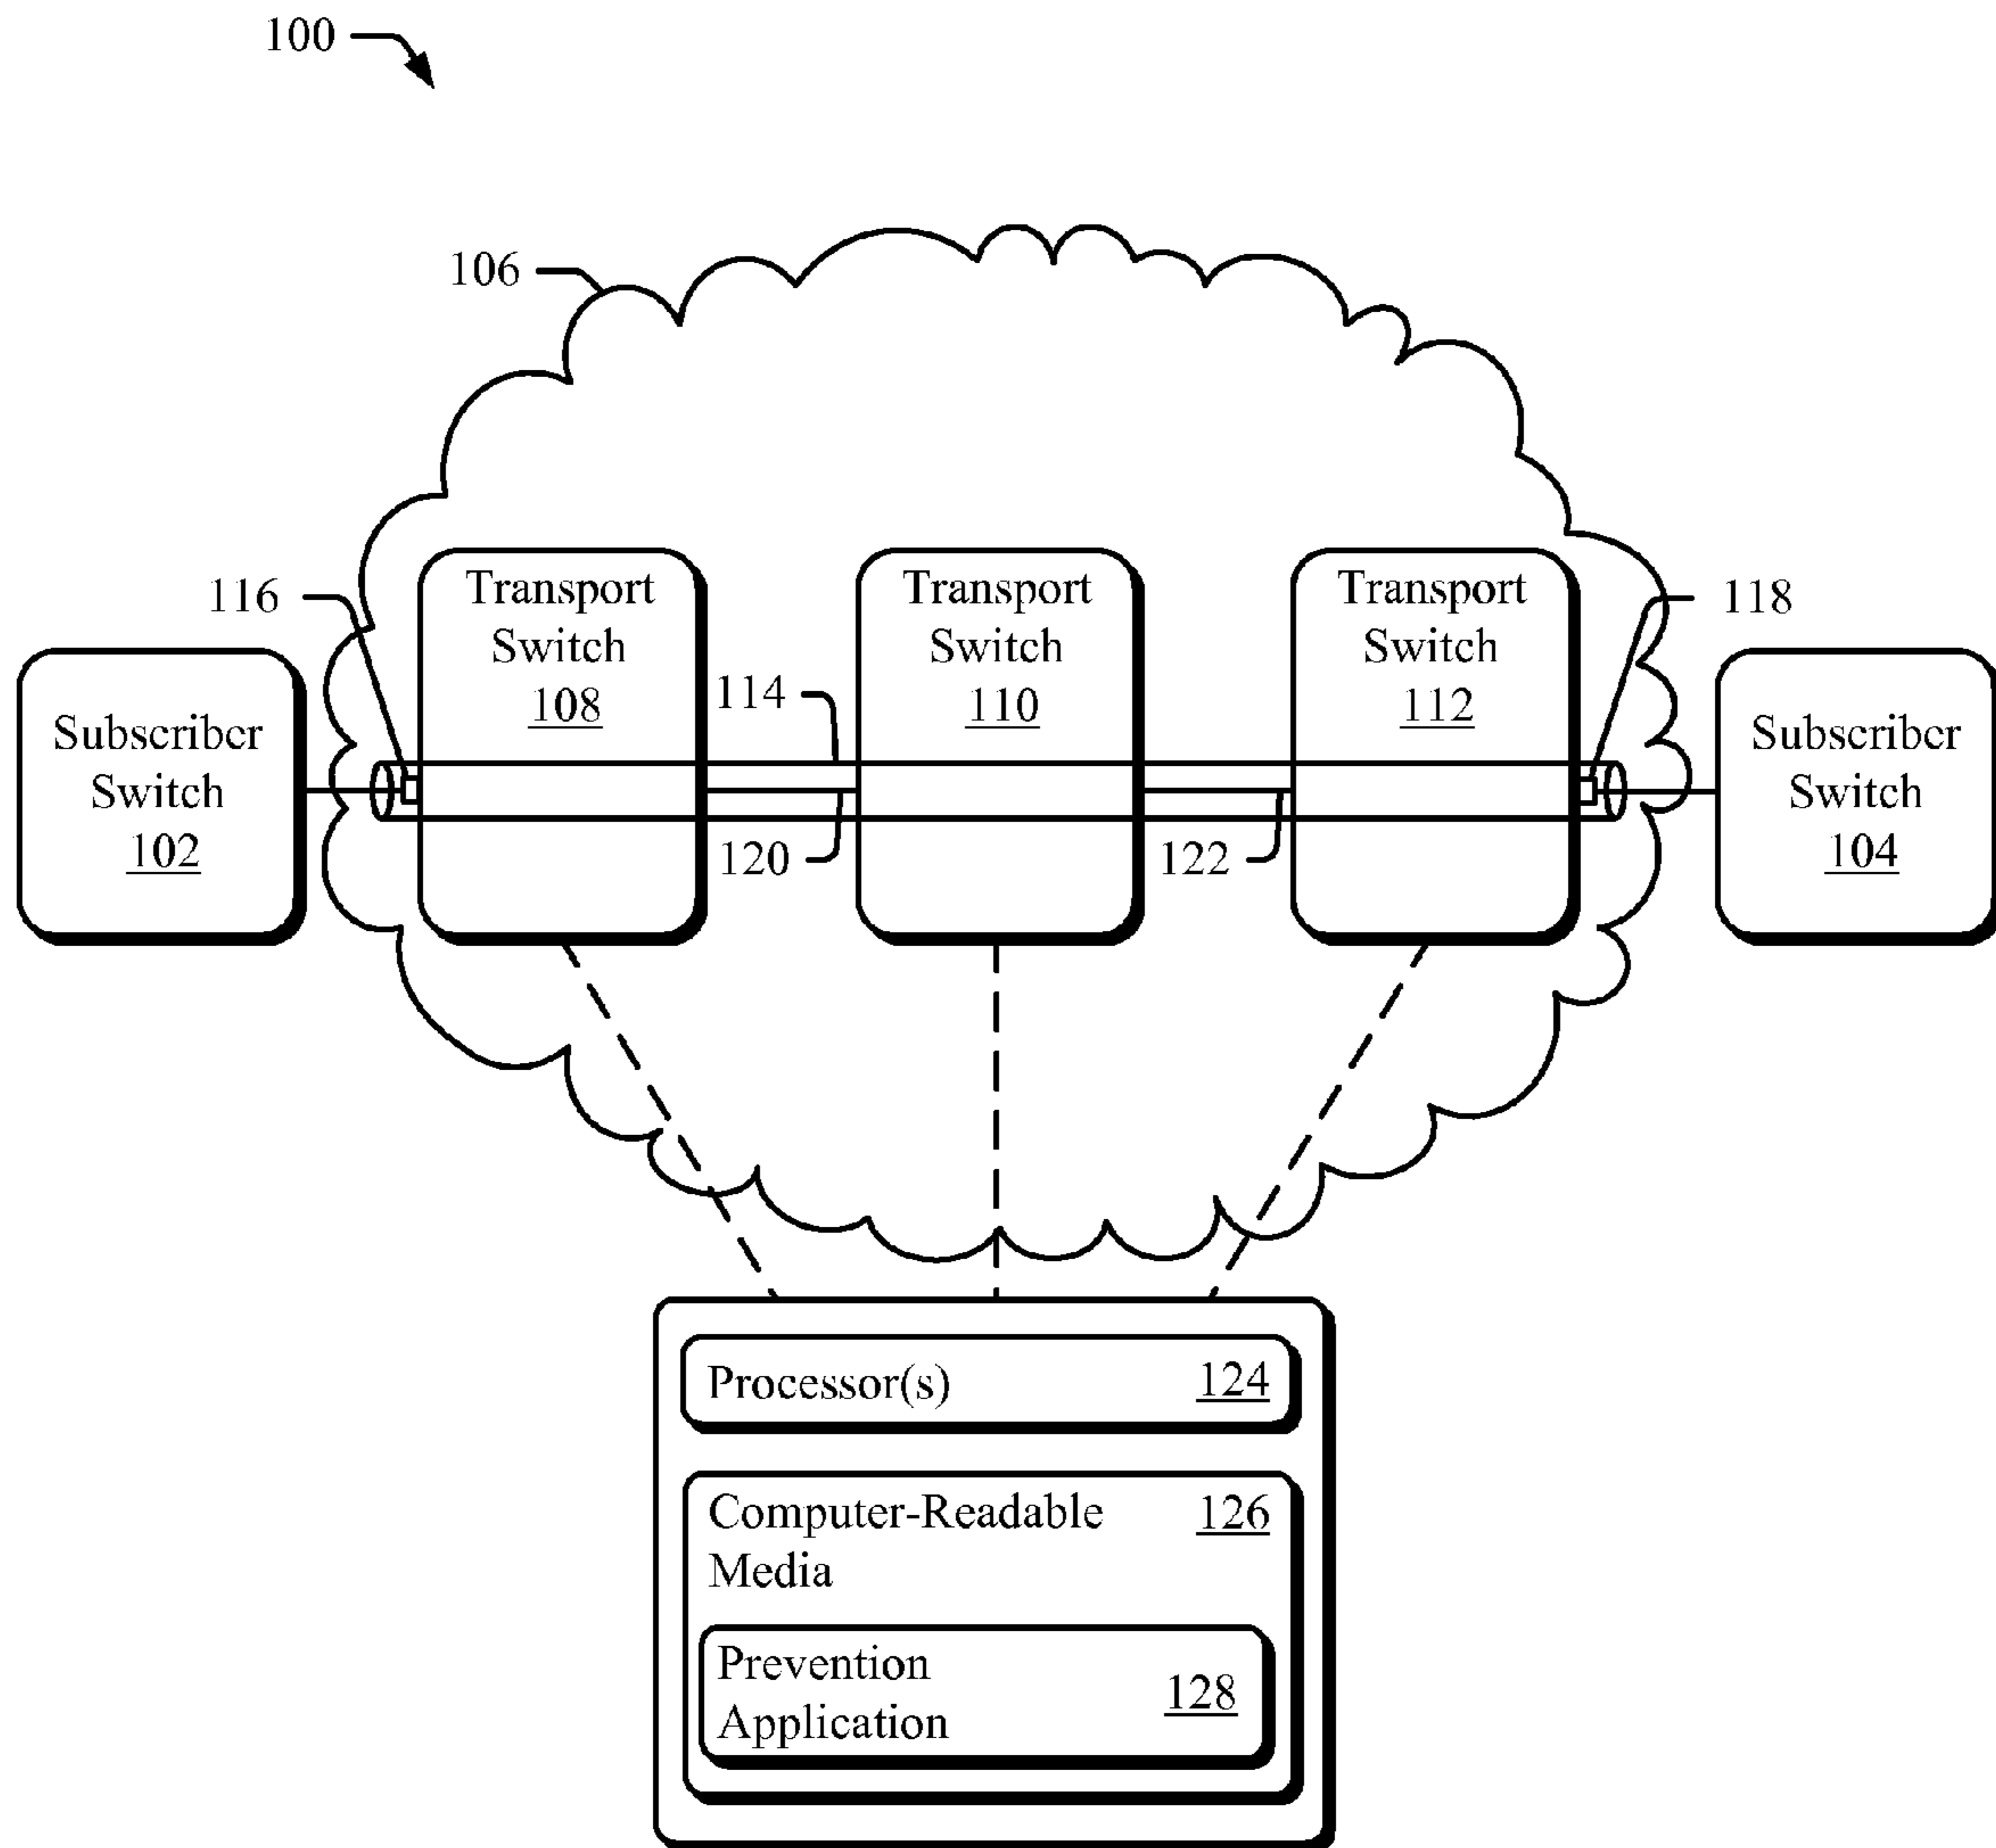 100
106
116
Transport
Switch
108
Transport
Switch
110
Transport
Switch
112
118
114
Subscriber
Switch
102
Subscriber
Switch
104
120
122
Processor(s) 124
Computer-Readable 126
Media
Prevention
Application 128